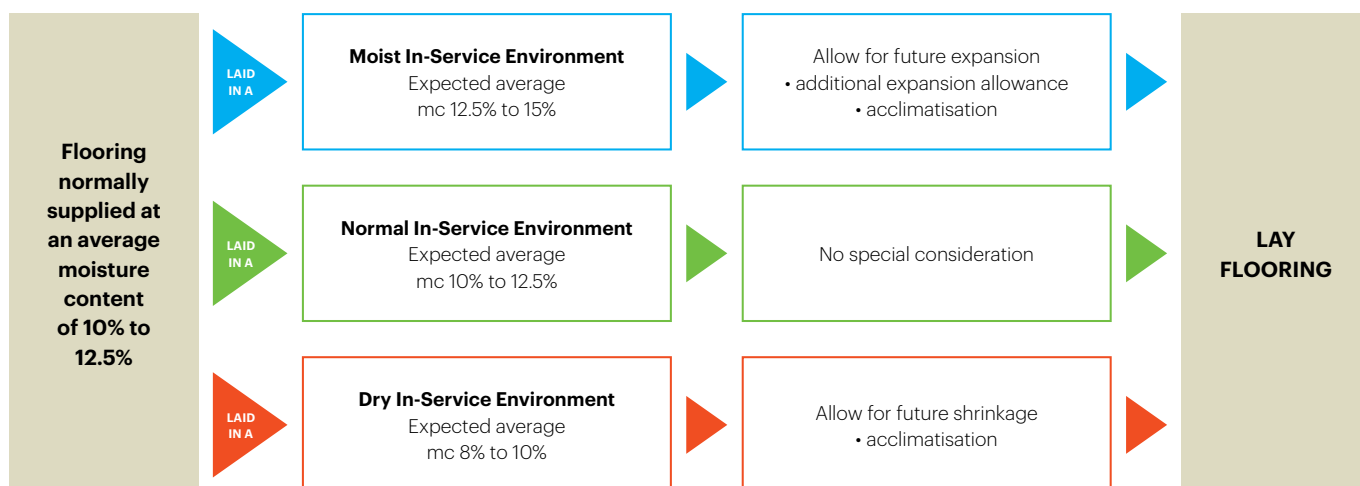 Flooring
normally
supplied at
an average
moisture
content
of 10% to
12.5%
LAID
IN A
Moist In-Service Environment
Expected average
mc 12.5% to 15%
Allow for future expansion
• additional expansion allowance
• acclimatisation
LAID
IN A
Normal In-Service Environment
Expected average
mc 10% to 12.5%
No special consideration
LAID
IN A
Dry In-Service Environment
Expected average
mc 8% to 10%
Allow for future shrinkage
• acclimatisation
LAY
FLOORING